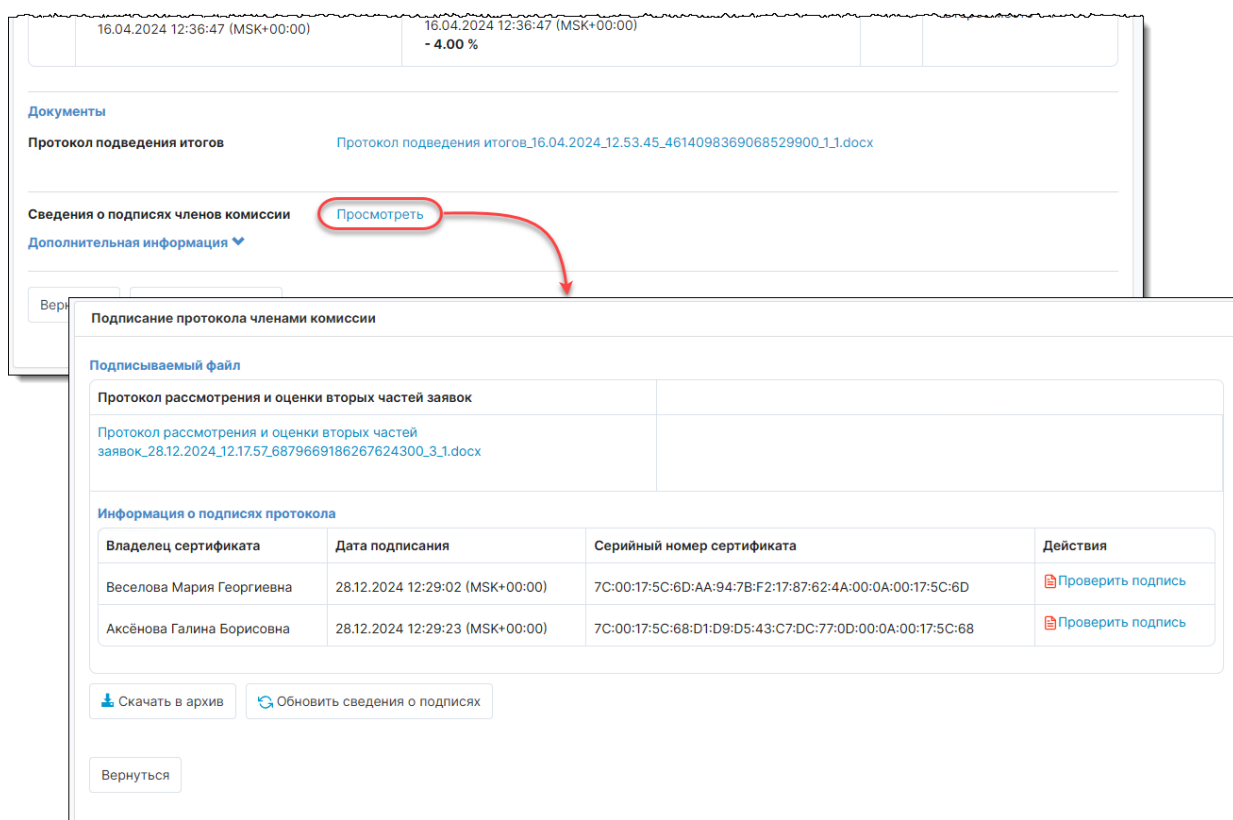 16.04.2024 12:36:47 (MSK+00:00)
16.04.2024 12:36:47 (MSK+00:00)
- 4.00 %
Документы
Протокол подведения итогов
Протокол подведения итогов_16.04.2024_12.53.45_4614098369068529900_1_1.docx
Сведения о подписях членов комиссии
Просмотреть
Дополнительная информация
Верн
Подписание протокола членами комиссии
Подписываемый файл
Протокол рассмотрения и оценки вторых частей заявок
Протокол рассмотрения и оценки вторых частей
заявок_28.12.2024_12.17.57_6879669186267624300_3_1.docx
Информация о подписях протокола
Владелец сертификата
Дата подписания
Серийный номер сертификата
Действия
Веселова Мария Георгиевна
28.12.2024 12:29:02 (MSK+00:00)
7C:00:17:5C:6D:AA:94:7B:F2:17:87:62:4A:00:0A:00:17:5C:6D
Проверить подпись
Аксёнова Галина Борисовна
28.12.2024 12:29:23 (MSK+00:00)
7C:00:17:5C:68:D1:D9:D5:43:C7:DC:77:0D:00:0A:00:17:5C:68
Проверить подпись
Скачать в архив
Обновить сведения о подписях
Вернуться